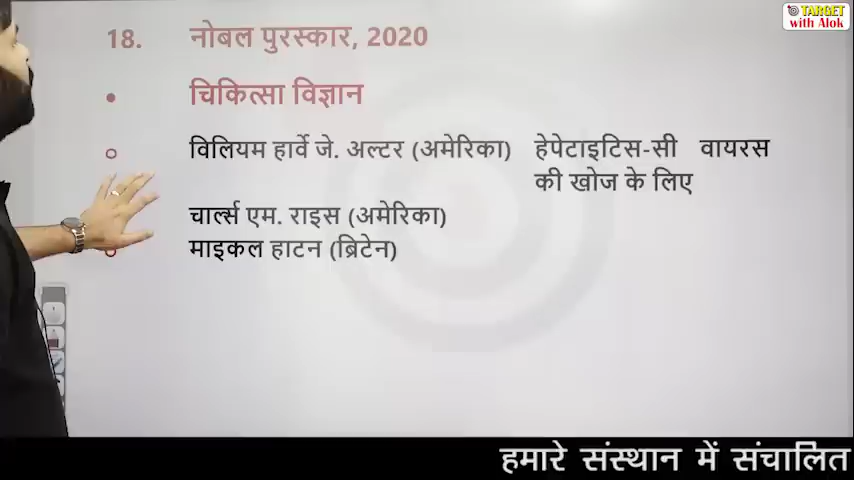 TARGET
with Alok
18. नोबल पुरस्कार, 2020
• चिकित्सा विज्ञान
विलियम हार्वे जे. अल्टर (अमेरिका) हेपेटाइटिस-सी वायरस
की खोज के लिए
चार्ल्स एम. राइस (अमेरिका)
माइकल हाटन (ब्रिटेन)
हमारे संस्थान में संचालित